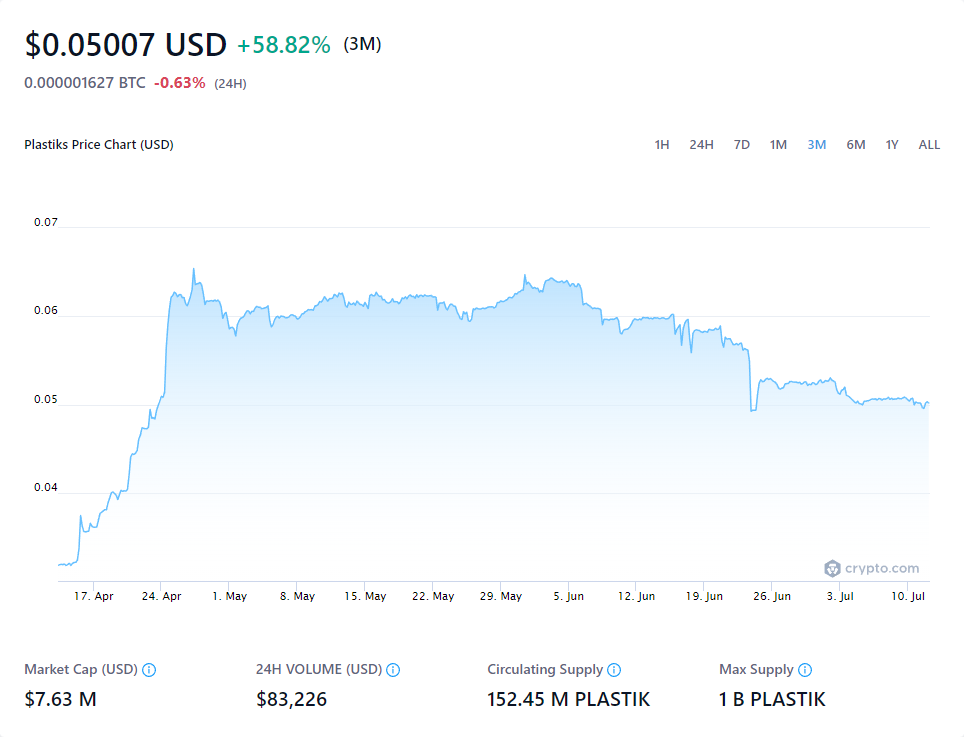 $0.05007 USD +58.82% (3M)
0.000001627 BTC -0.63% (24H)
Plastiks Price Chart (USD)
1H 24H 7D 1M 3M 6M 1Y ALL
0.07
0.06
0.05
0.04
crypto.com
17. Apr 24. Apr 1. May 8. May 15. May 22. May 29. May 5. Jun 12. Jun 19. Jun 26. Jun 3. Jul 10. Jul
Market Cap (USD) 24H VOLUME (USD) Circulating Supply Max Supply
$7.63 M $83,226 152.45 M PLASTIK 1 B PLASTIK